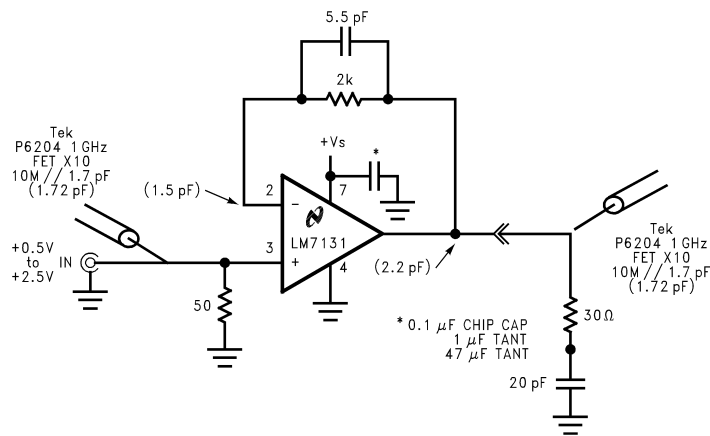 5.5 pF
2k
Tek
P6204 1 GHz
FET X10
10M // 1.7 pF
(1.72 pF)
+Vs
*
(1.5 pF)
2
7
−
LM7131
3
+
4
+0.5V
to
+2.5V
IN
50
(2.2 pF)
Tek
P6204 1 GHz
FET X10
10M // 1.7 pF
(1.72 pF)
30Ω
* 0.1 μF CHIP CAP
1 μF TANT
47 μF TANT
20 pF